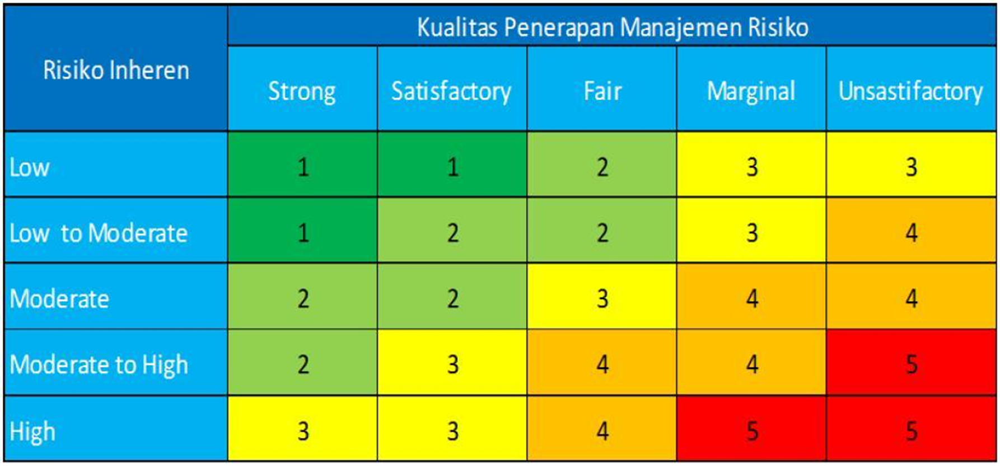 Risiko Inheren
Kualitas Penerapan Manajemen Risiko
Strong Satisfactory Fair Marginal Unsastifactory
Low 1 1 2 3 3
Low to Moderate 1 2 2 3 4
Moderate 2 2 3 4 4
Moderate to High 2 3 4 4 5
High 3 3 4 5 5